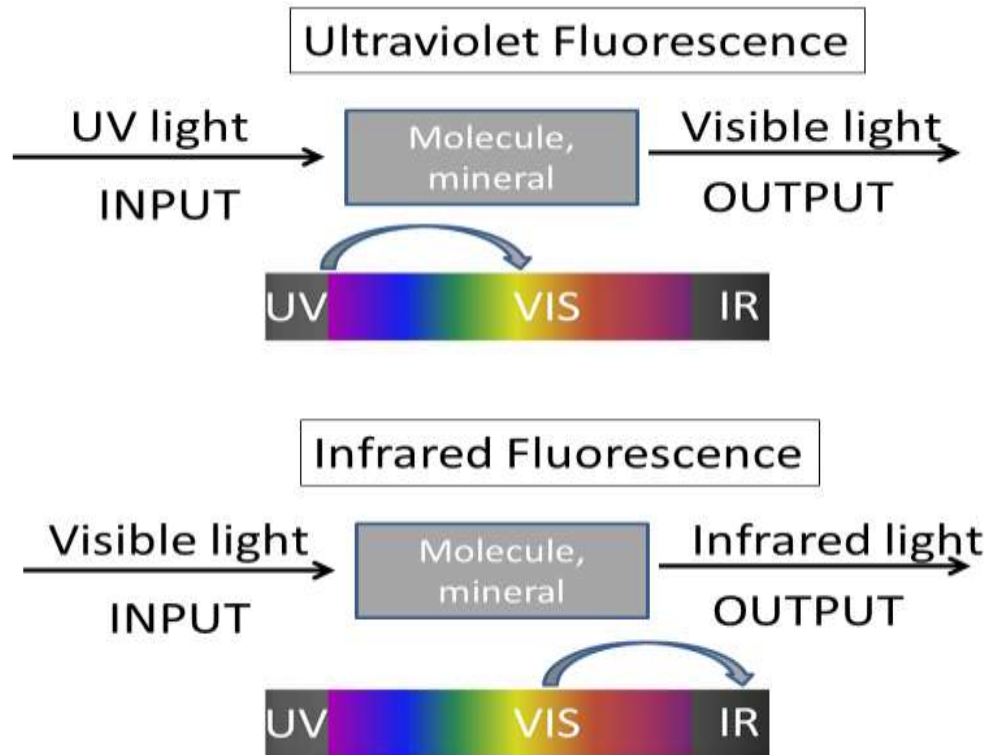 Ultraviolet Fluorescence
UV light
INPUT
Molecule,
mineral
Visible light
OUTPUT
UV VIS IR
Infrared Fluorescence
Visible light
INPUT
Molecule,
mineral
Infrared light
OUTPUT
UV VIS IR